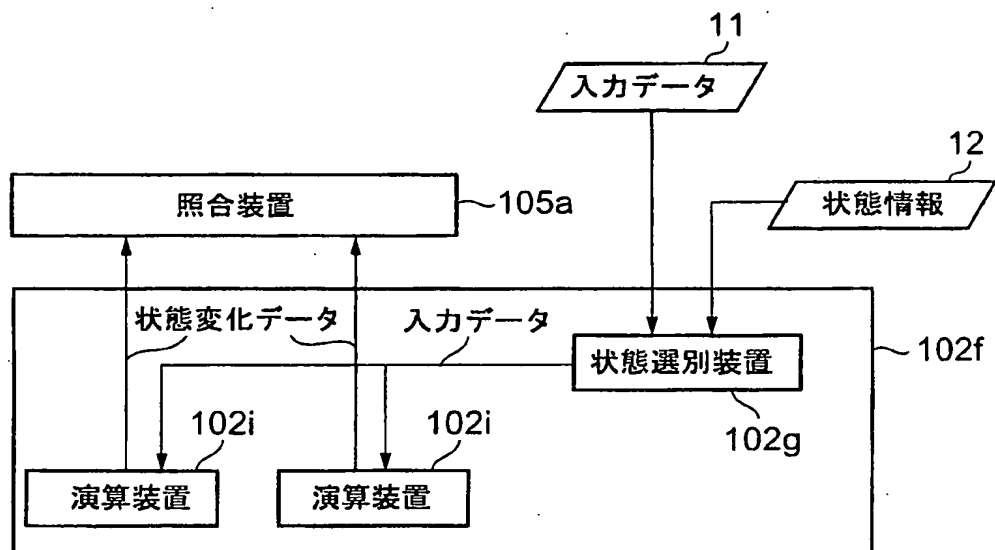 11
入力データ
12
状態情報
照合装置
105a
状態変化データ
入力データ
状態選別装置
102f
102g
102i
102i
演算装置
演算装置